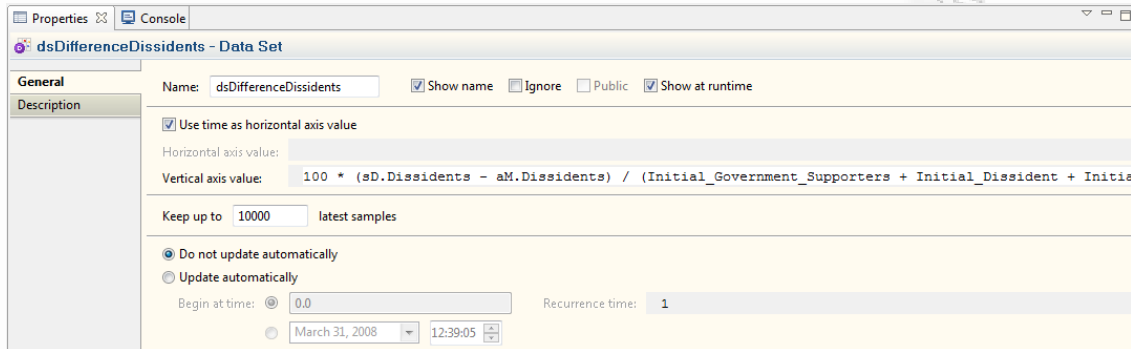 Properties Console
dsDifferenceDissidents - Data Set
General
Description
Name: dsDifferenceDissidents Show name Ignore Public Show at runtime
Use time as horizontal axis value
Horizontal axis value:
Vertical axis value: 100 * (sD.Dissidents - aM.Dissidents) / (Initial_Government_Supporters + Initial_Dissident + Initia
Keep up to 10000 latest samples
Do not update automatically
Update automatically
Begin at time: 0.0 Recurrence time: 1
March 31, 2008 12:39:05